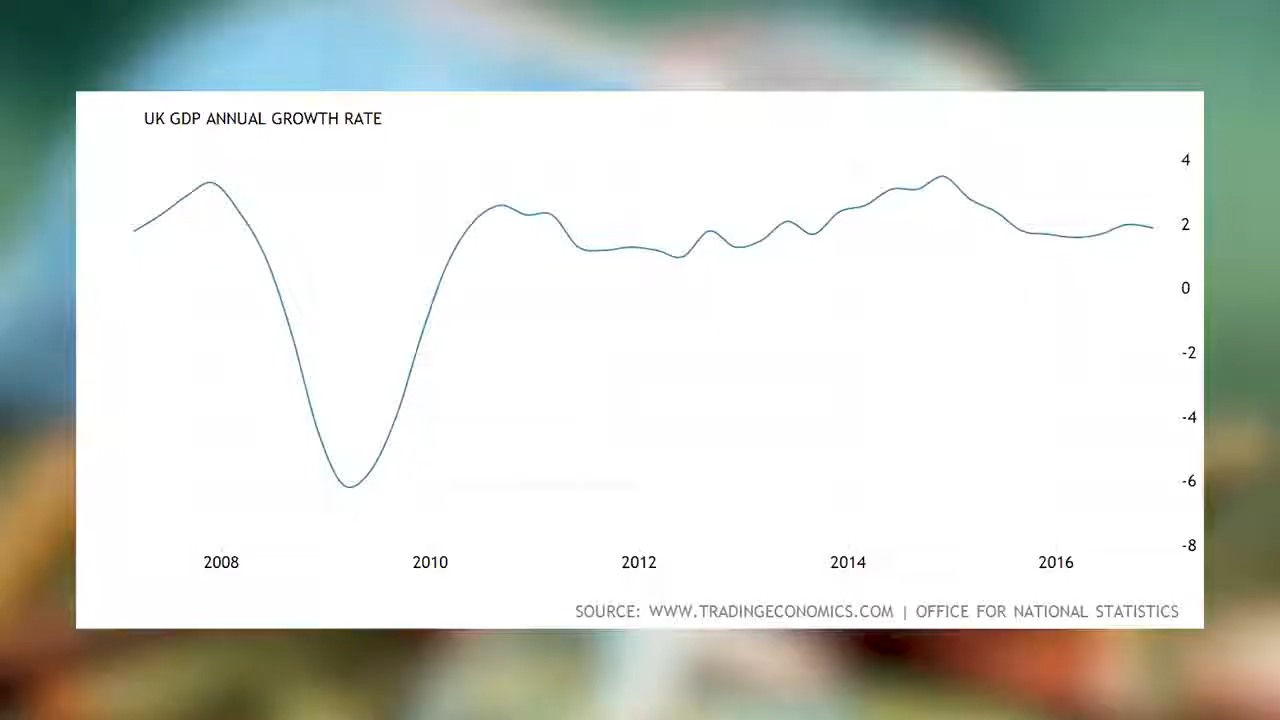 UK GDP ANNUAL GROWTH RATE
4
2
0
-2
-4
-6
-8
2008 2010 2012 2014 2016
SOURCE: WWW.TRADINGECONOMICS.COM | OFFICE FOR NATIONAL STATISTICS